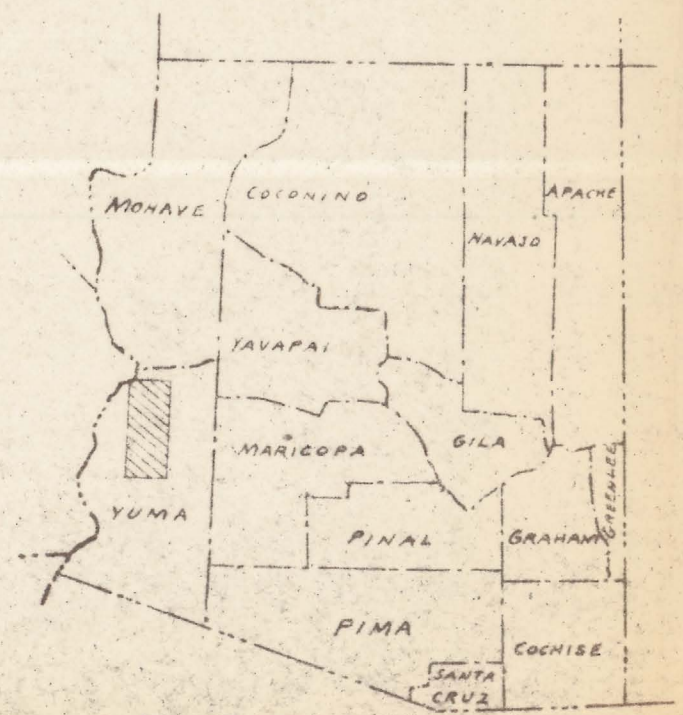 MOHAVE
COCONINO
NAVAJO
APACHE
YAVAPAI
MARICOPA
GILA
GREENLEE
YUMA
PINAL
GRAHAM
PIMA
COCHISE
SANTA
CRUZ